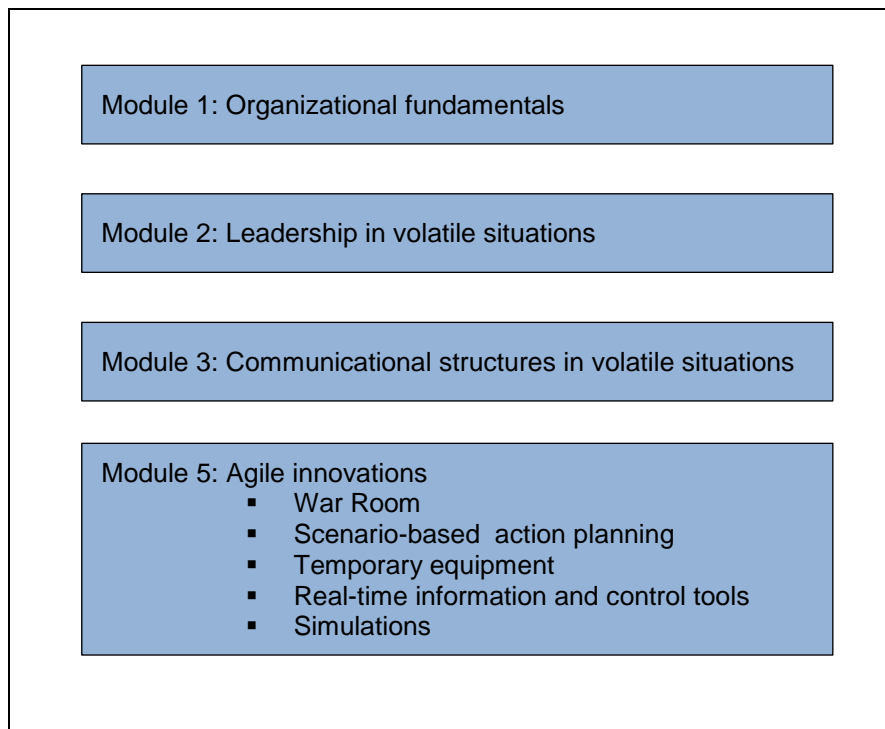 Module 1: Organizational fundamentals
Module 2: Leadership in volatile situations
Module 3: Communicational structures in volatile situations
Module 5: Agile innovations
▪ War Room
▪ Scenario-based  action planning
▪ Temporary equipment
▪ Real-time information and control tools
▪ Simulations